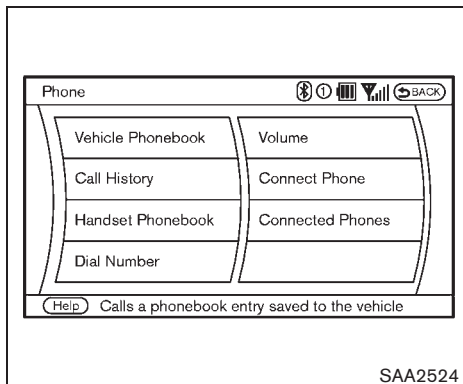 Phone 1 BACK
Vehicle Phonebook
Call History
Handset Phonebook
Dial Number
Volume
Connect Phone
Connected Phones
Help Calls a phonebook entry saved to the vehicle
SAA2524